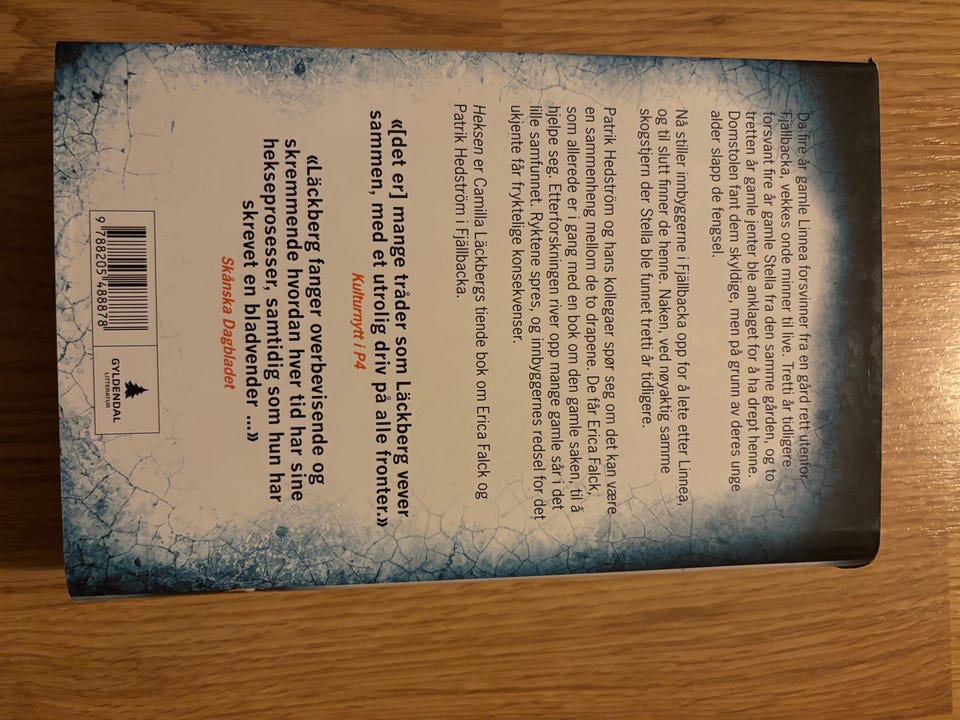 Da fire år gamle Linnea forsvinner fra en gård rett utenfor
Fjällbacka, vekkes onde minner til live. Tretti år tidligere
forsvant fire år gamle Stella fra den samme gården, og to
tretten år gamle jenter ble anklaget for å ha drept henne.
Domstolen fant dem skyldige, men på grunn av deres unge
alder slapp de fengsel.
Nå stiller innbyggerne i Fjällbacka opp for å lete etter Linnea,
og til slutt finner de henne. Naken, ved nøyaktig samme
skogstjern der Stella ble funnet tretti år tidligere.
Patrik Hedström og hans kollegaer spør seg om det kan være
en sammenheng mellom de to drapene. De får Erica Falck,
som allerede er i gang med en bok om den gamle saken, til å
hjelpe seg. Etterforskningen river opp mange gamle sår i det
lille samfunnet. Ryktene spres, og innbyggernes redsel for det
ukjente får fryktelige konsekvenser.
Heksen er Camilla Läckbergs tiende bok om Erica Falck og
Patrik Hedström i Fjällbacka.
«[det er] mange tråder som Läckberg vever
sammen, med et utrolig driv på alle fronter.»
Kulturnytt i P4
«Läckberg fanger overbevisende og
skremmende hvordan hver tid har sine
hekseprosesser, samtidig som hun har
skrevet en bladvender ...»
Skånska Dagbladet
9 788205 488878
GYLDENDAL
LITTERATUR